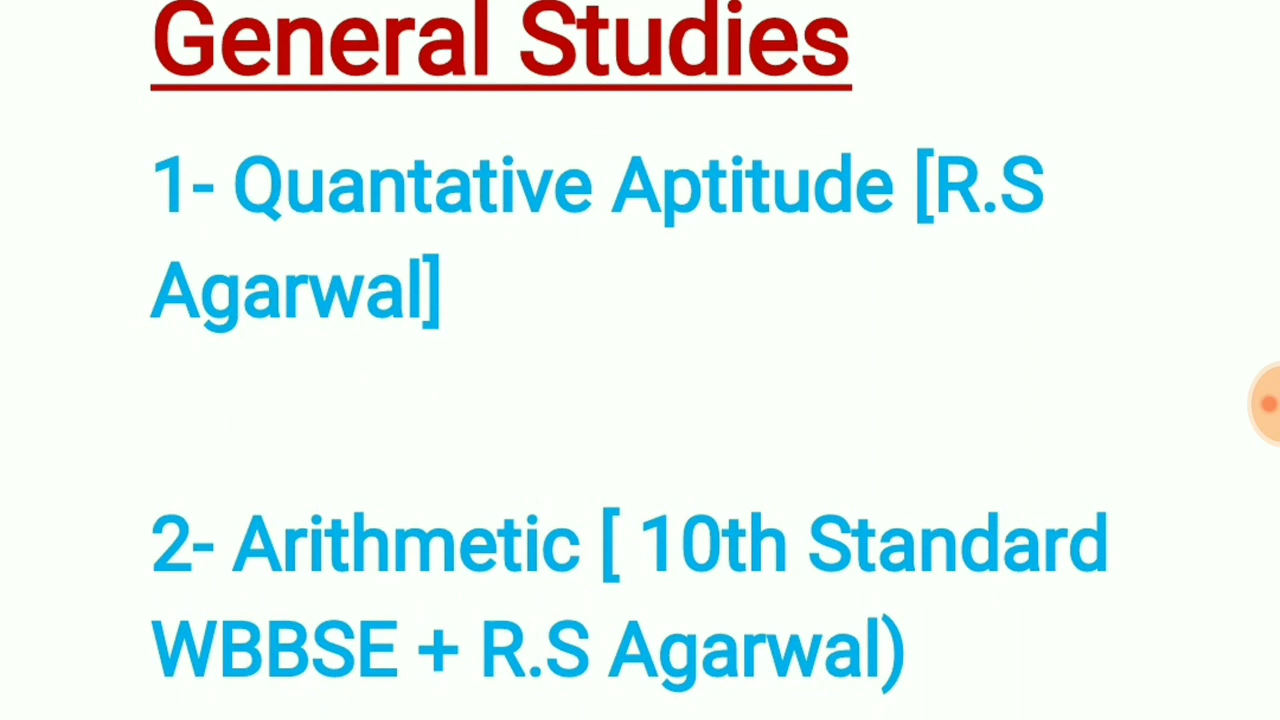 General Studies
1- Quantative Aptitude [R.S
Agarwal]
2- Arithmetic [ 10th Standard
WBBSE + R.S Agarwal)